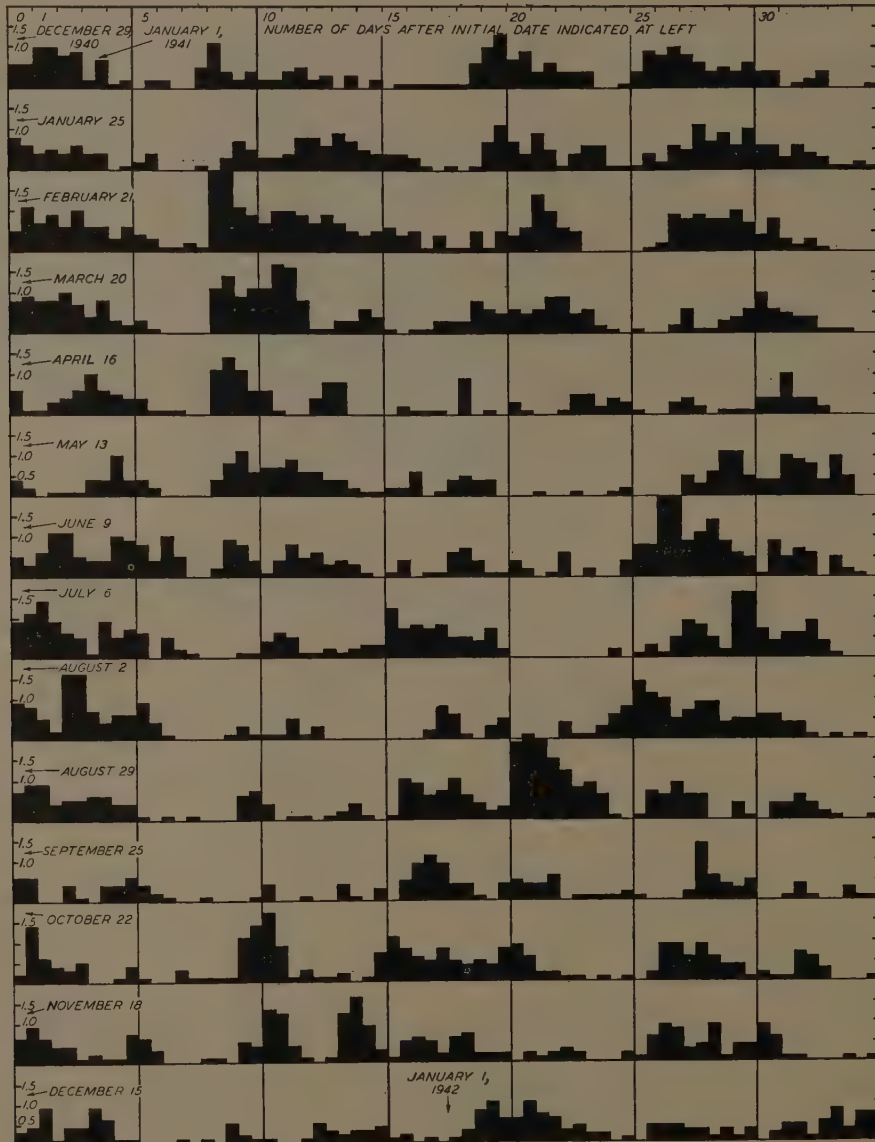 0 1 5 10 15 20 25 30
NUMBER OF DAYS AFTER INITIAL DATE INDICATED AT LEFT
1.5
DECEMBER 29, 1940
JANUARY 1, 1941
1.0
1.5
JANUARY 25
1.0
1.5
FEBRUARY 21
1.5
MARCH 20
1.0
1.5
APRIL 16
1.0
1.5
MAY 13
1.0
0.5
1.5
JUNE 9
1.0
JULY 6
1.5
AUGUST 2
1.5
1.0
1.5
AUGUST 29
1.0
1.5
SEPTEMBER 25
1.0
OCTOBER 22
1.5
1.5
NOVEMBER 18
1.0
1.5
DECEMBER 15
1.0
0.5
JANUARY 1,
1942